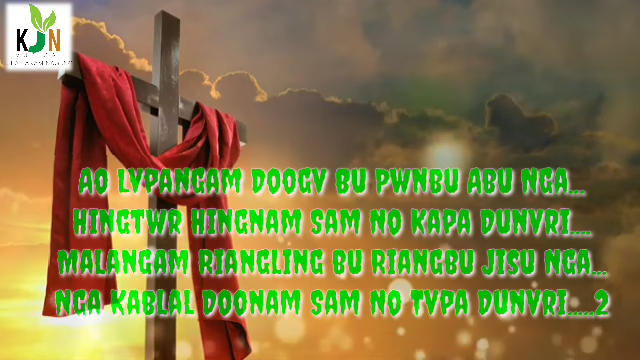 KJN
AO LVPANGAM DOOGV BU PWNBU ABU NGA...
HINGTWR HINGNAM SAM NO KAPA DUNVRI....
MALANGAM RIANGLING BU RIANGBU JISU NGA...
NGA KABLAL DOONAM SAM NO TVPA DUNVRI.....2